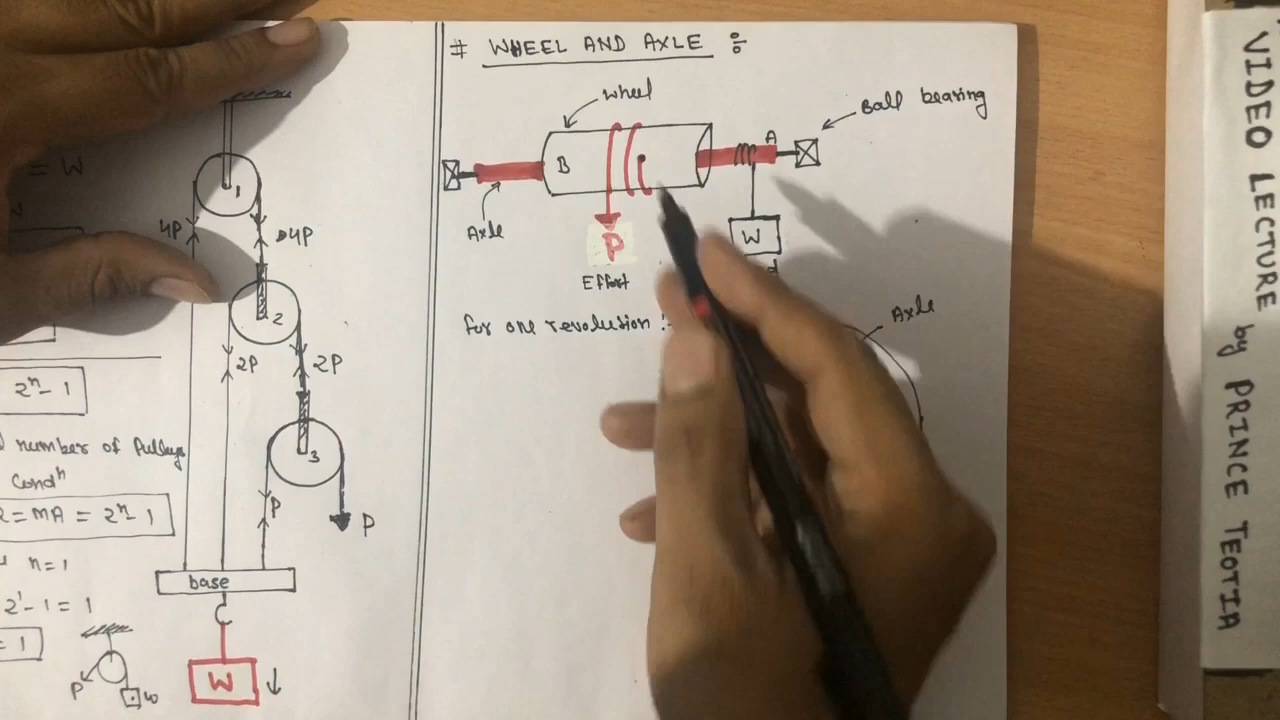 = W
1
4P
4P
2
2P
2P
2ⁿ-1
number of Pulleys
Condⁿ
= MA = 2ⁿ-1
n=1
2¹-1 = 1
= 1
3
P
P
base
W
P
W
# WHEEL AND AXLE ÷
Wheel
Ball bearing
A
B
Axle
P
W
Effort
for one revolution :-
Axle
VIDEO LECTURE by PRINCE TEOTIA